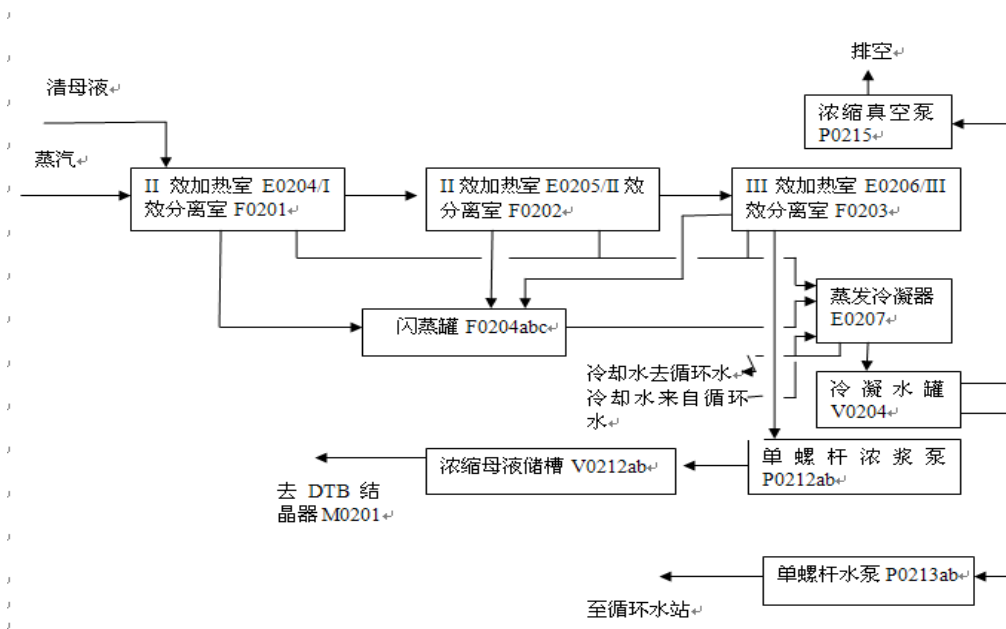 排空
清母液
浓缩真空泵
P0215
蒸汽
II 效加热室 E0204/I
效分离室 F0201
II效加热室 E0205/II 效
分离室 F0202
III 效加热室 E0206/III
效分离室 F0203
蒸发冷凝器
E0207
闪蒸罐 F0204abc
冷却水去循环水
冷却水来自循环
水
冷凝水罐
V0204
浓缩母液储槽 V0212ab
单螺杆浓浆泵
P0212ab
去 DTB 结
晶器 M0201
单螺杆水泵 P0213ab
至循环水站